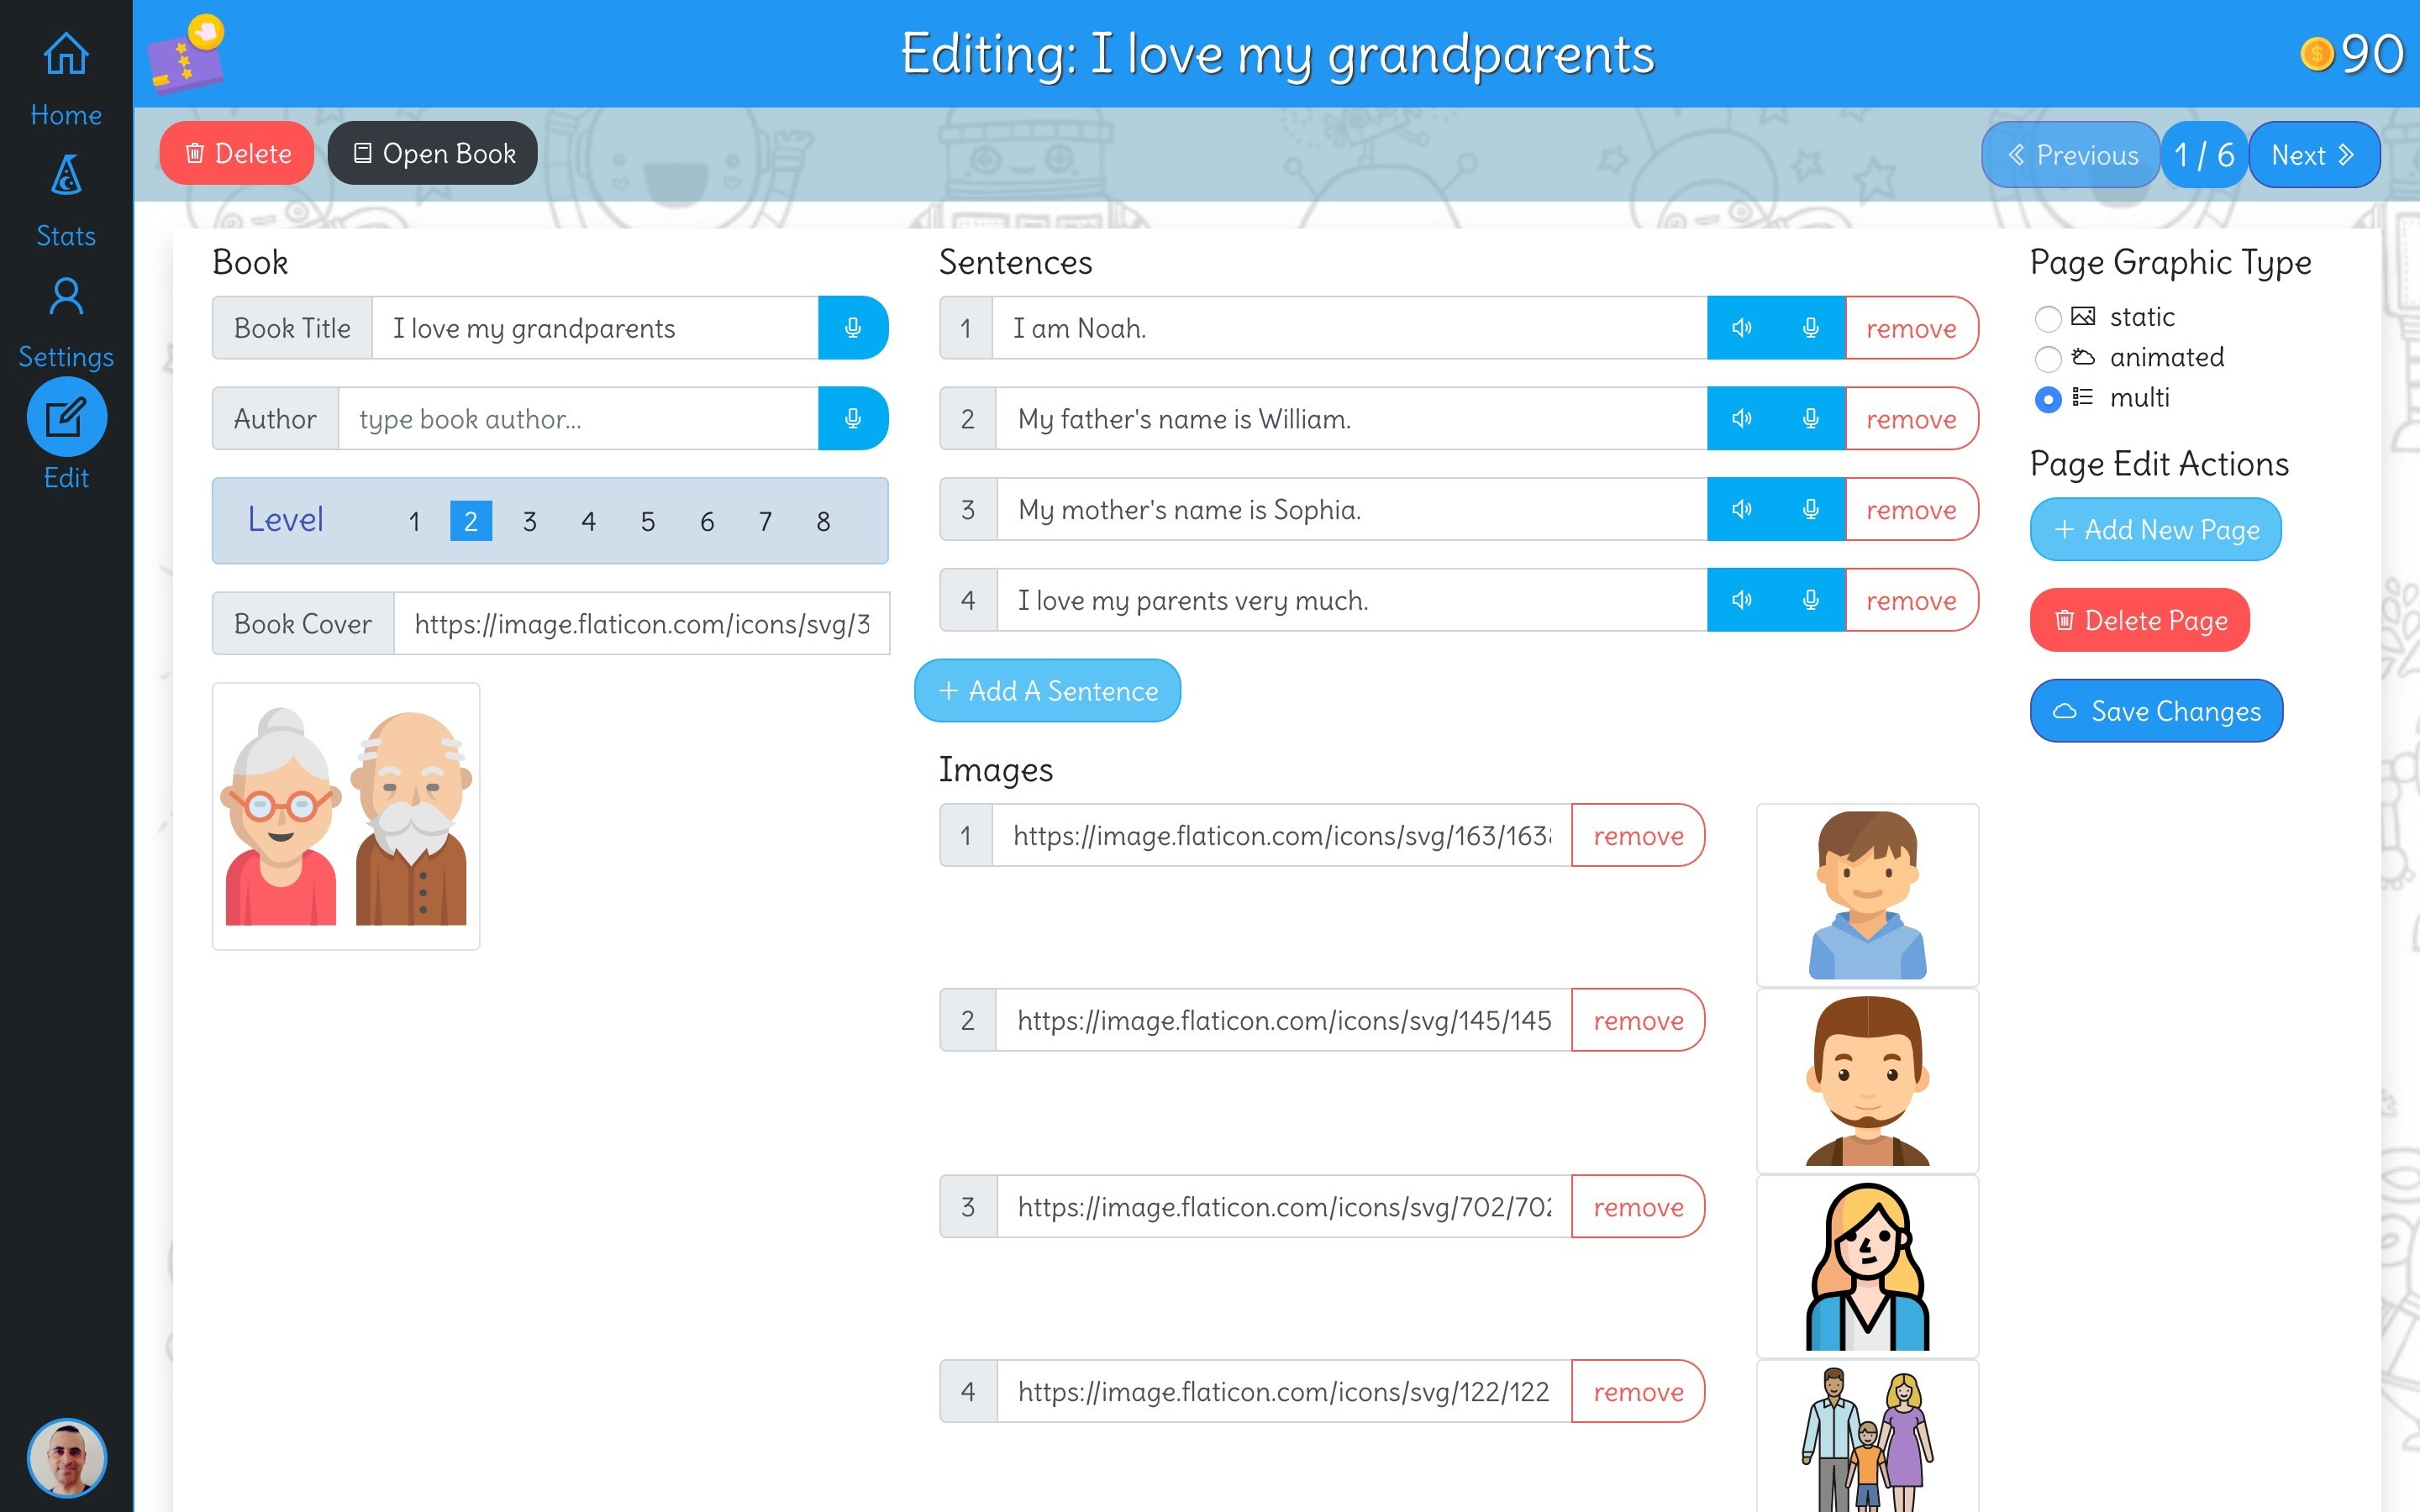 Editing: I love my grandparents
90
Home
Stats
Settings
Edit
Delete
Open Book
Previous
1 / 6
Next
Book
Book Title
I love my grandparents
Author
type book author...
Level
1 2 3 4 5 6 7 8
Book Cover
https://image.flaticon.com/icons/svg/3
Sentences
1 I am Noah. remove
2 My father's name is William. remove
3 My mother's name is Sophia. remove
4 I love my parents very much. remove
+ Add A Sentence
Images
1 https://image.flaticon.com/icons/svg/163/163 remove
2 https://image.flaticon.com/icons/svg/145/145 remove
3 https://image.flaticon.com/icons/svg/702/702 remove
4 https://image.flaticon.com/icons/svg/122/122 remove
Page Graphic Type
static
animated
multi
Page Edit Actions
+ Add New Page
Delete Page
Save Changes